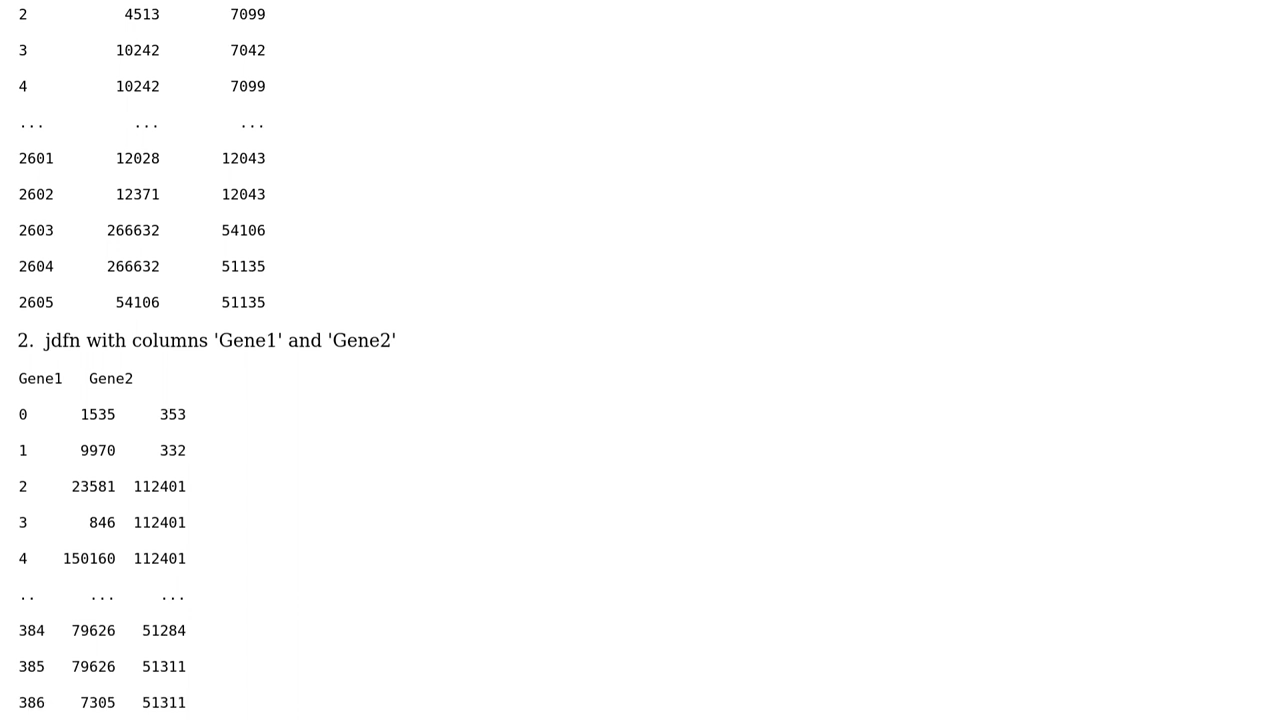 2           4513        7099
3          10242        7042
4          10242        7099
...          ...         ...
2601       12028       12043
2602       12371       12043
2603      266632       54106
2604      266632       51135
2605       54106       51135
2. jdfn with columns 'Gene1' and 'Gene2'
Gene1   Gene2
0      1535     353
1      9970     332
2     23581  112401
3       846  112401
4    150160  112401
..      ...     ...
384   79626   51284
385   79626   51311
386    7305   51311